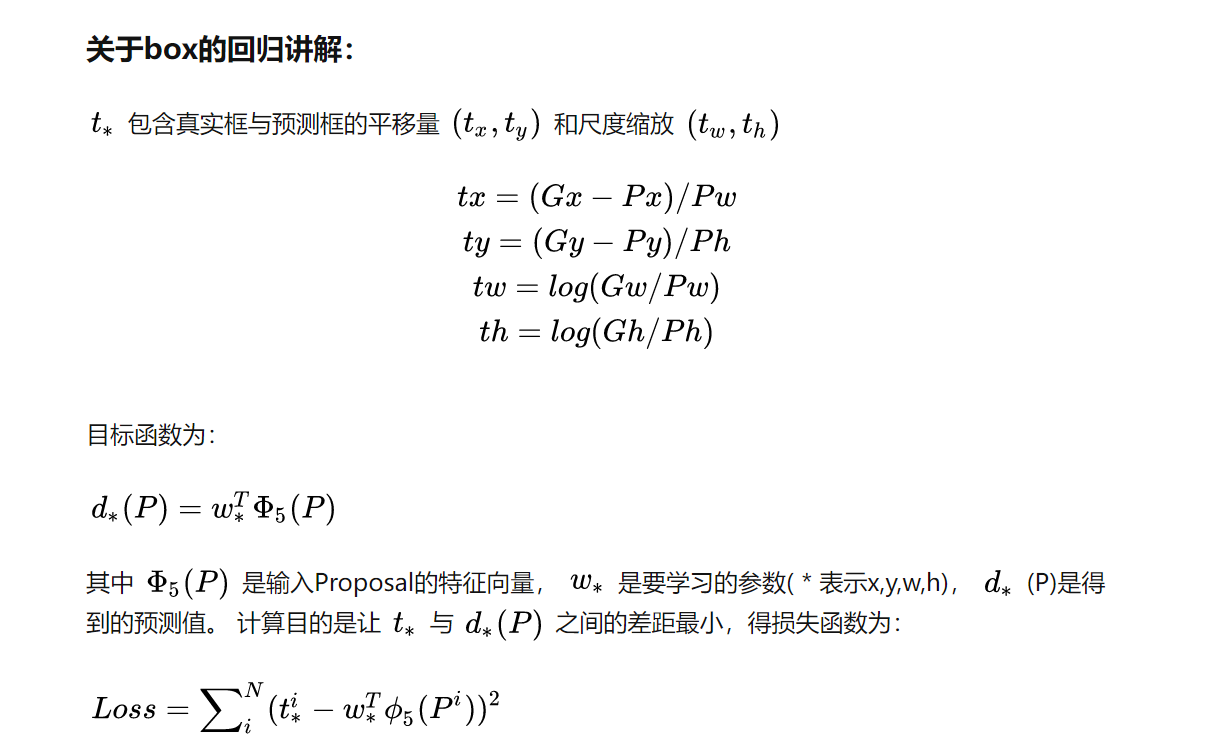 关于box的回归讲解：
t_* 包含真实框与预测框的平移量 (t_x, t_y) 和尺度缩放 (t_w, t_h)
tx = (Gx − Px)/Pw
ty = (Gy − Py)/Ph
tw = log(Gw/Pw)
th = log(Gh/Ph)
目标函数为：
d_*(P) = w_*^T Φ_5(P)
其中 Φ_5(P) 是输入Proposal的特征向量， w_* 是要学习的参数( * 表示x,y,w,h)， d_* (P)是得
到的预测值。 计算目的是让 t_* 与 d_*(P) 之间的差距最小，得损失函数为：
Loss = ∑_i^N (t_*^i − w_*^T ϕ_5(P^i))^2